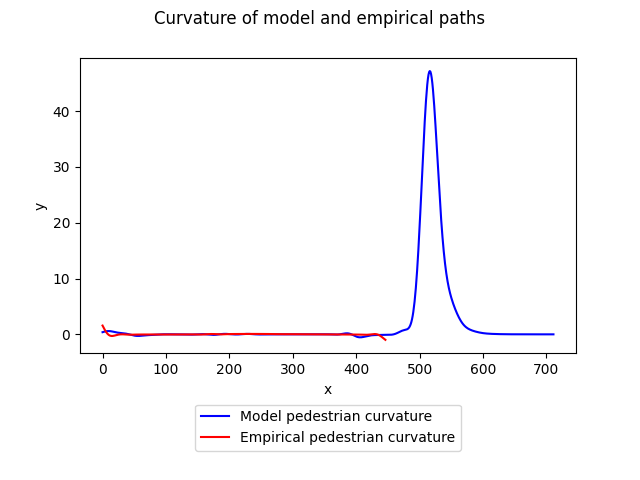 Curvature of model and empirical paths
40
30
20
10
0
y
0 100 200 300 400 500 600 700
x
Model pedestrian curvature
Empirical pedestrian curvature